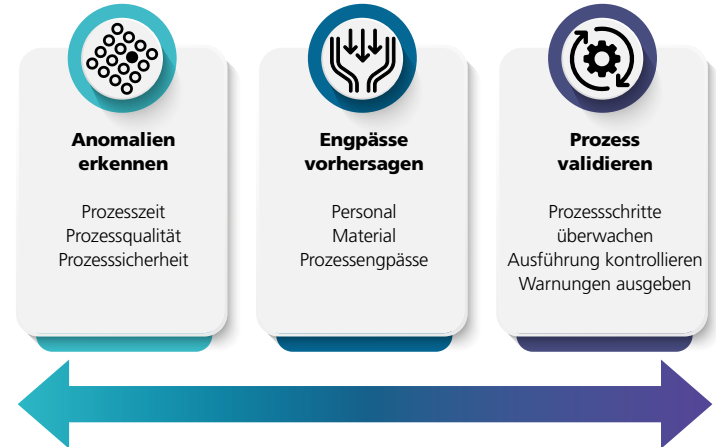 Anomalien
erkennen
Prozesszeit
Prozessqualität
Prozesssicherheit
Engpässe
vorhersagen
Personal
Material
Prozessengpässe
Prozess
validieren
Prozessschritte
überwachen
Ausführung kontrollieren
Warnungen ausgeben